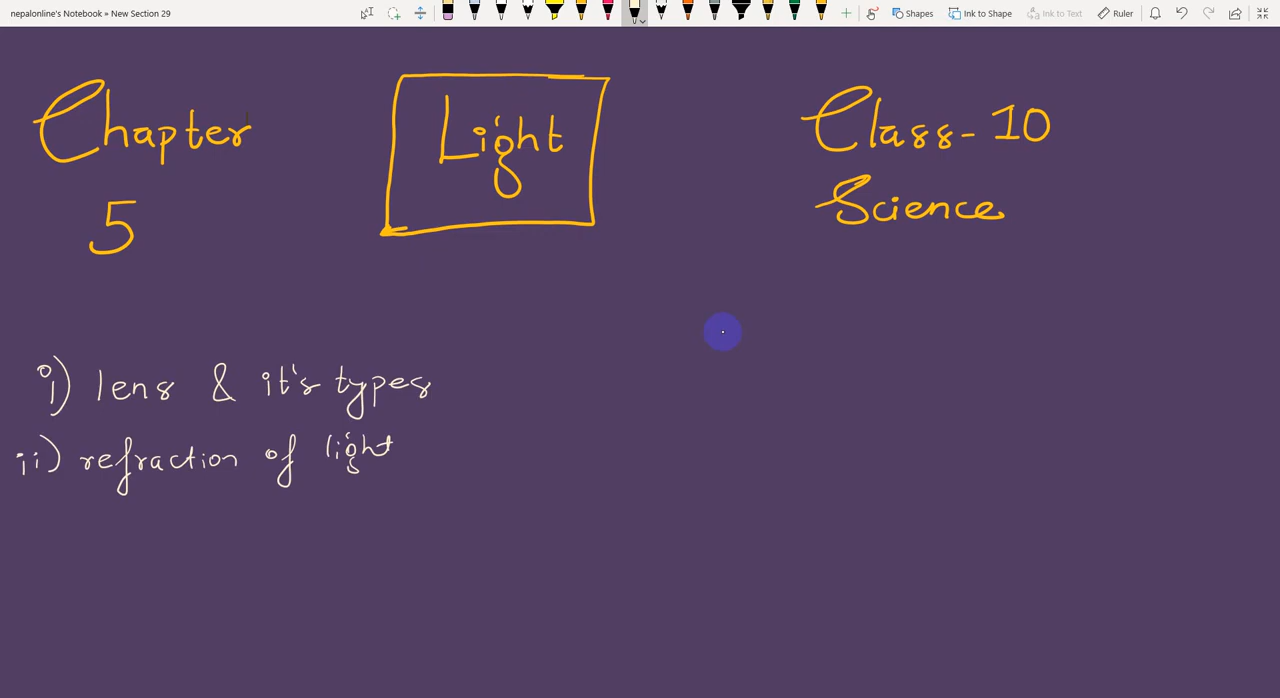 nepalonline's Notebook » New Section 29
Shapes Ink to Shape Ink to Text Ruler
Chapter
5
Light
Class-10
Science
i) lens & it's types
ii) refraction of light